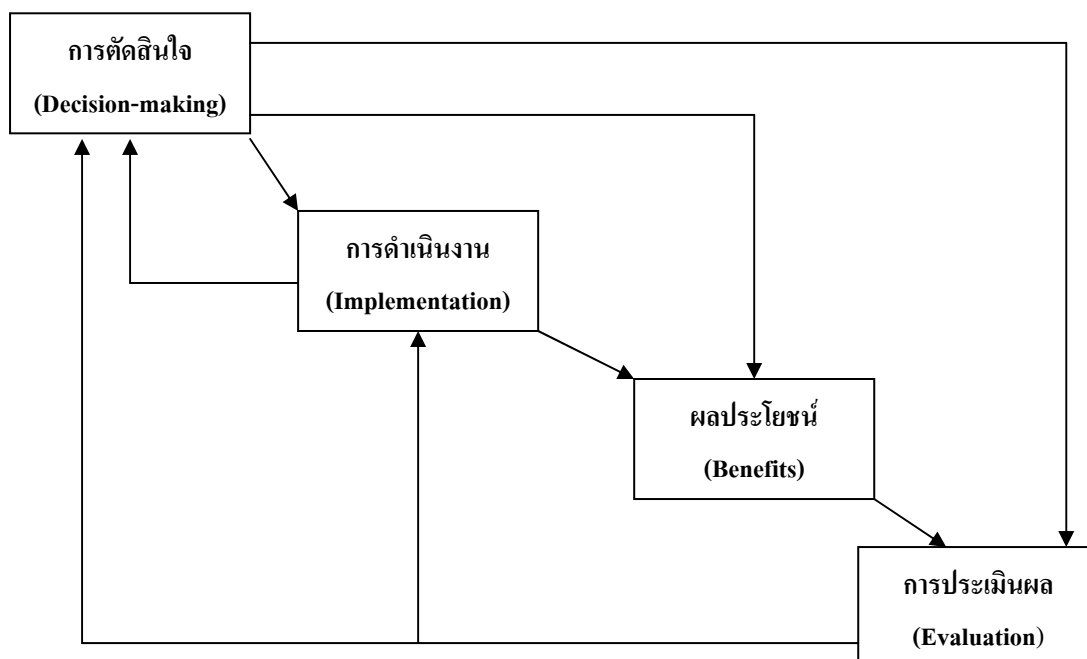 การตัดสินใจ
(Decision-making)
การดำเนินงาน
(Implementation)
ผลประโยชน์
(Benefits)
การประเมินผล
(Evaluation)